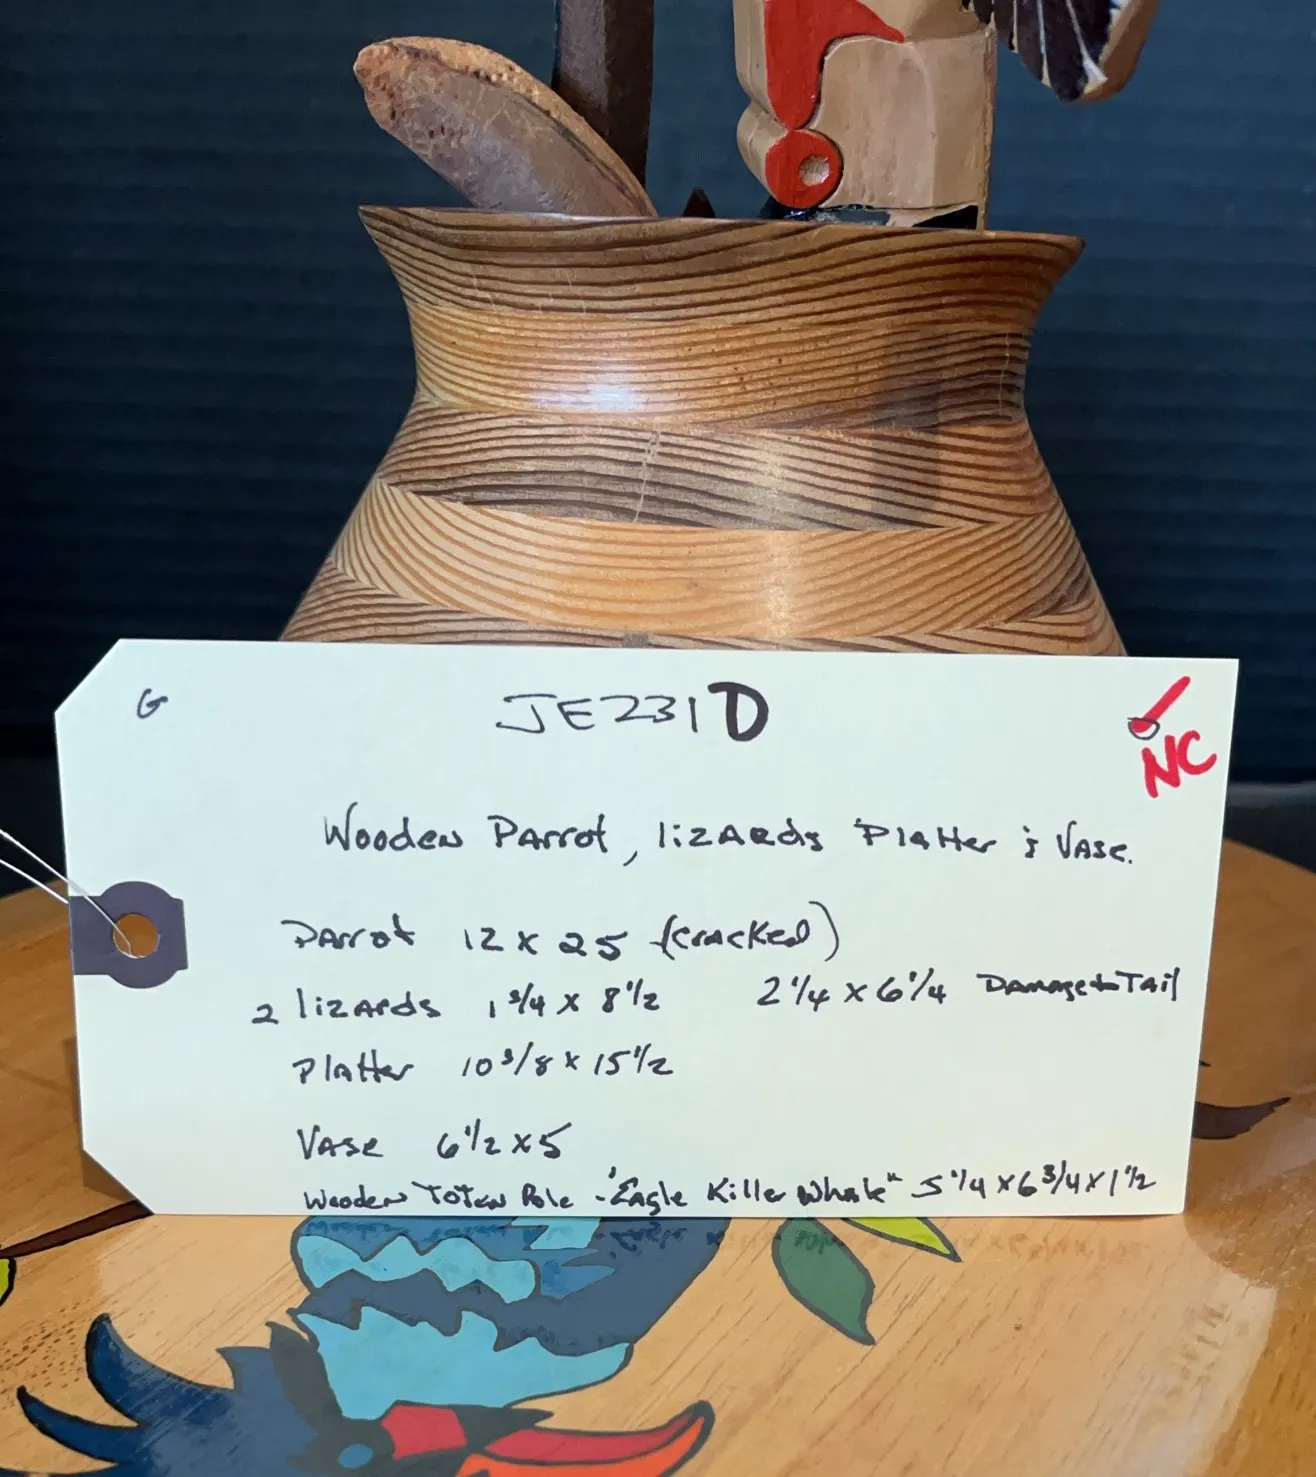 G
JE231D
NC
Wooden Parrot, lizards Platter & Vase.
Parrot 12 x 25 (cracked)
2 lizards 1 3/4 x 8 1/2 2 1/4 x 6 1/4 Damage to Tail
Platter 10 3/8 x 15 1/2
Vase 6 1/2 x 5
Wooden Totem Pole - "Eagle Killer Whale" 5 1/4 x 6 3/4 x 1 1/2